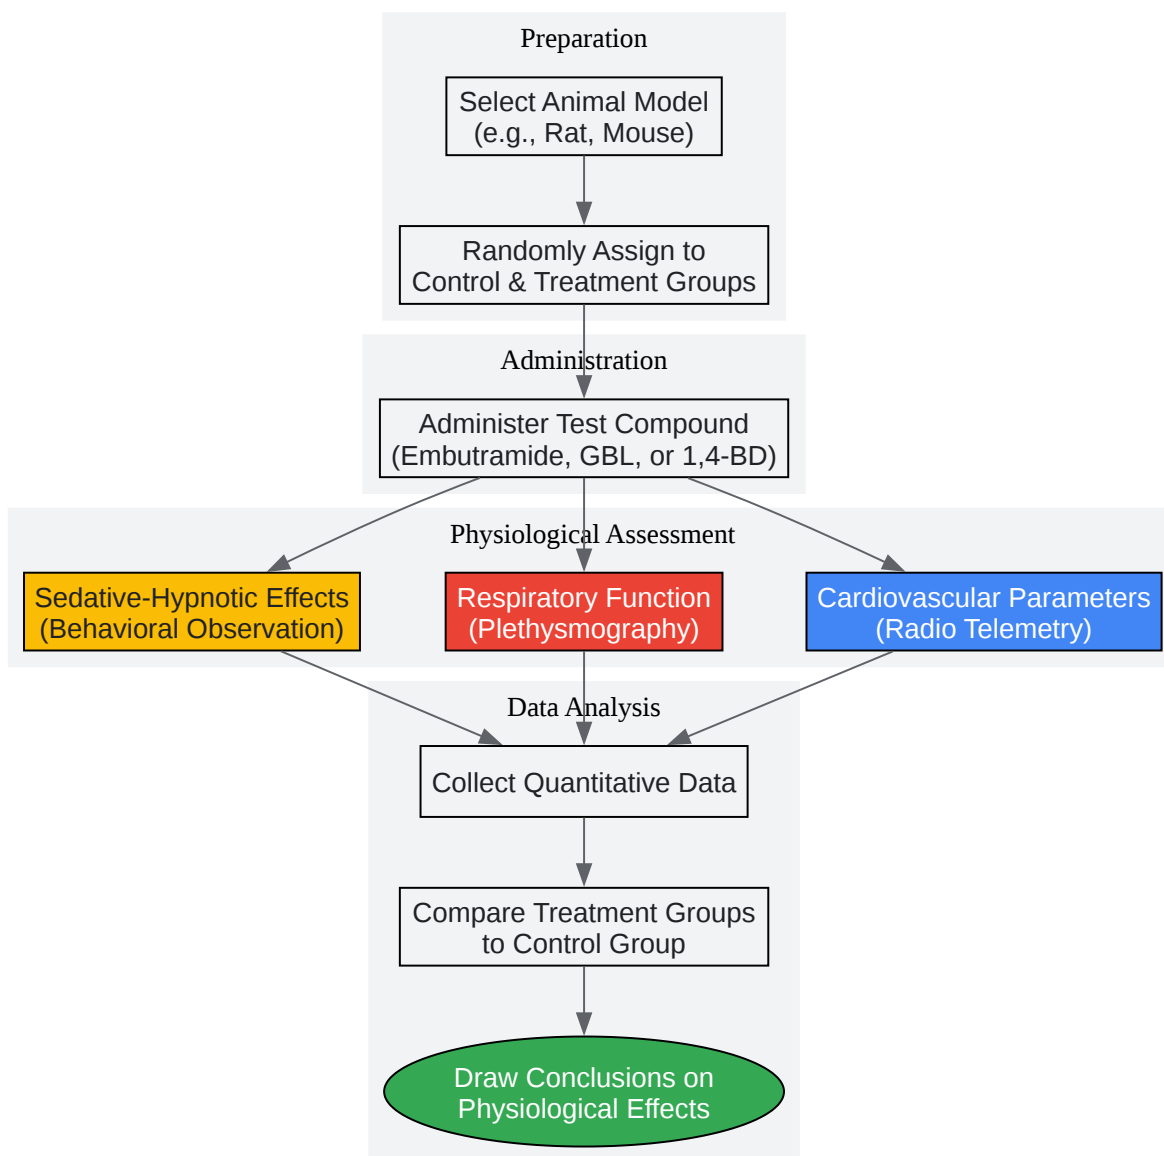 Preparation
Select Animal Model
(e.g., Rat, Mouse)
Randomly Assign to
Control & Treatment Groups
Administration
Administer Test Compound
(Embutramide, GBL, or 1,4-BD)
Physiological Assessment
Sedative-Hypnotic Effects
(Behavioral Observation)
Respiratory Function
(Plethysmography)
Cardiovascular Parameters
(Radio Telemetry)
Data Analysis
Collect Quantitative Data
Compare Treatment Groups
to Control Group
Draw Conclusions on
Physiological Effects